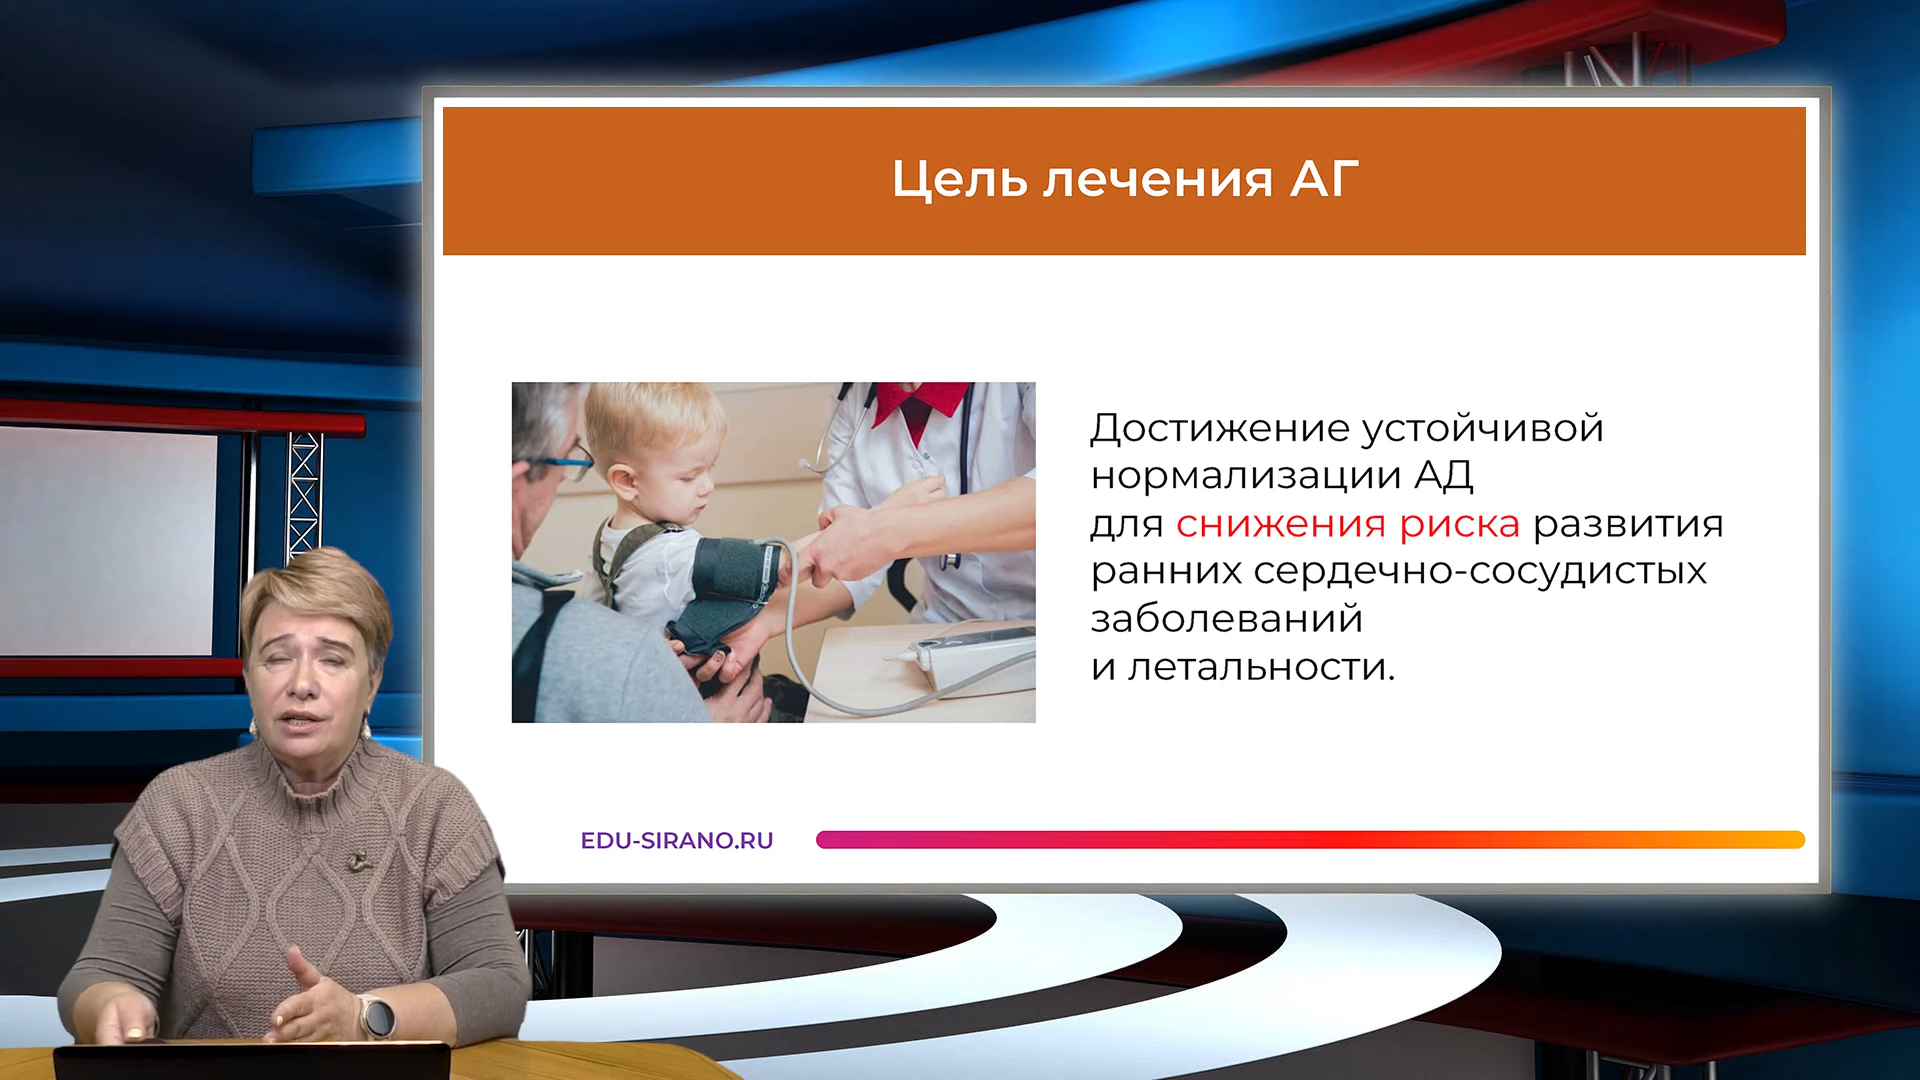 Цель лечения АГ
Достижение устойчивой
нормализации АД
для снижения риска развития
ранних сердечно-сосудистых
заболеваний
и летальности.
EDU-SIRANO.RU